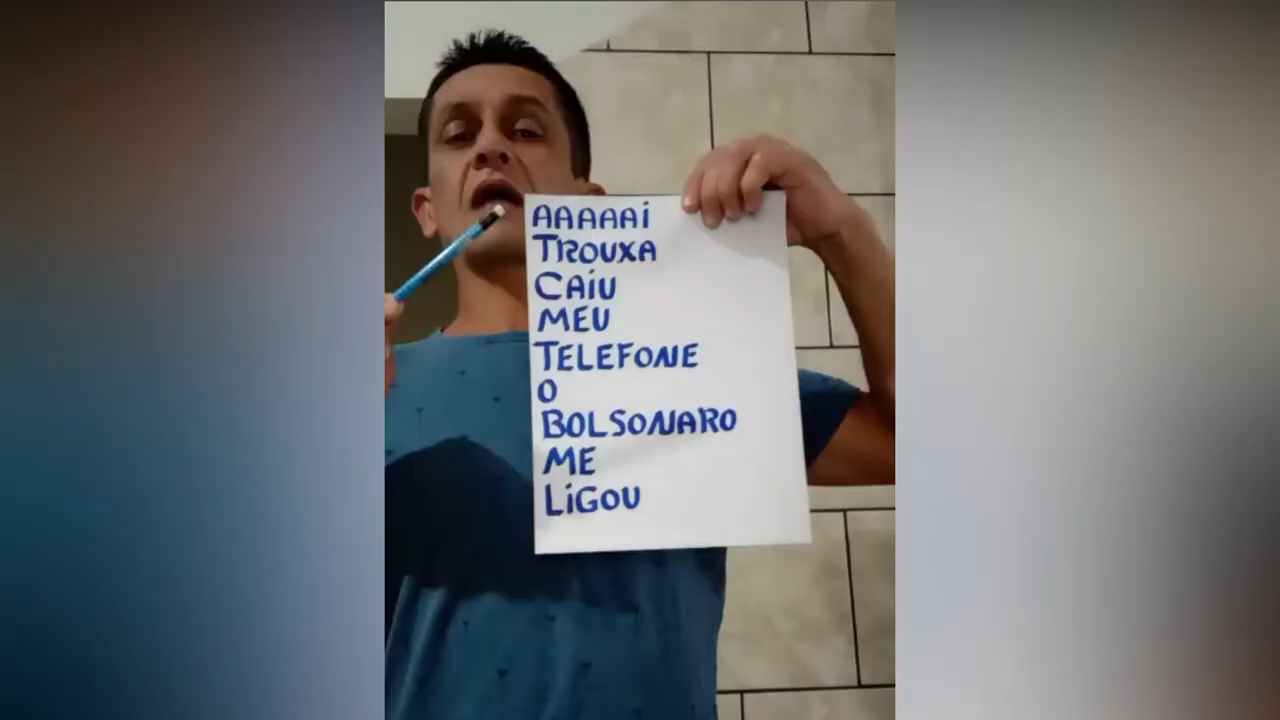 AAAAAi
TROUXA
CAiU
MEU
TELEFONE
O
BOLSONARO
ME
LiGOU